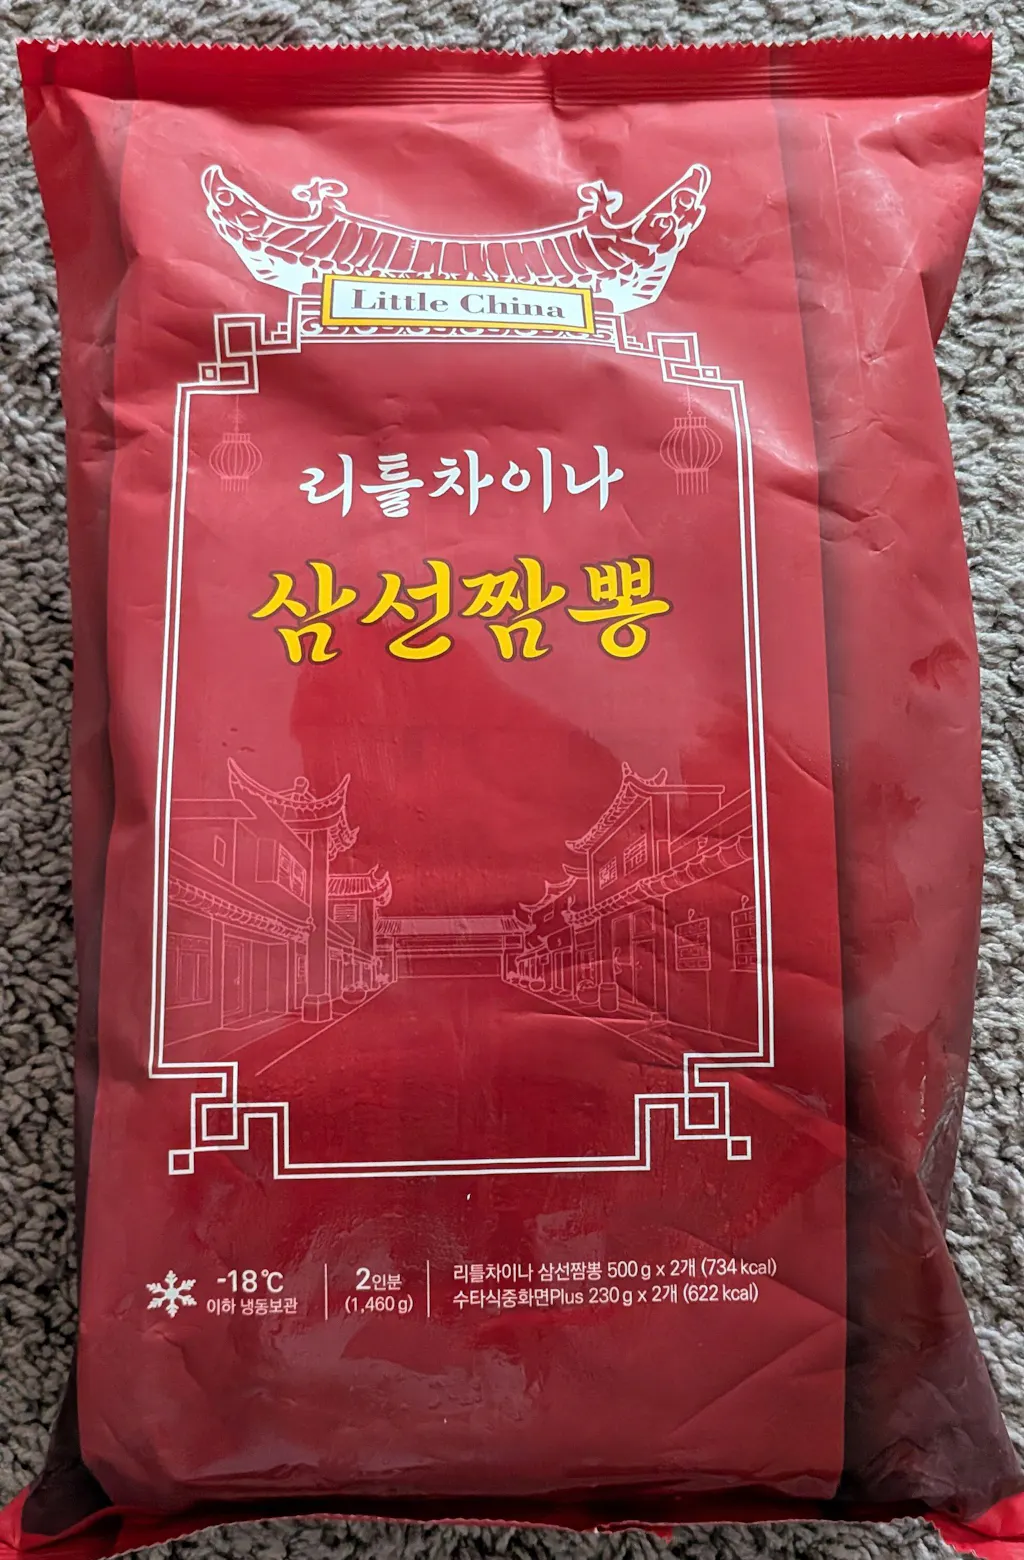 Little China
리틀차이나
삼선짬뽕
-18℃
이하 냉동보관
2인분
(1,460g)
리틀차이나 삼선짬뽕 500g x 2개 (734kcal)
수타식중화면Plus 230g x 2개 (622kcal)